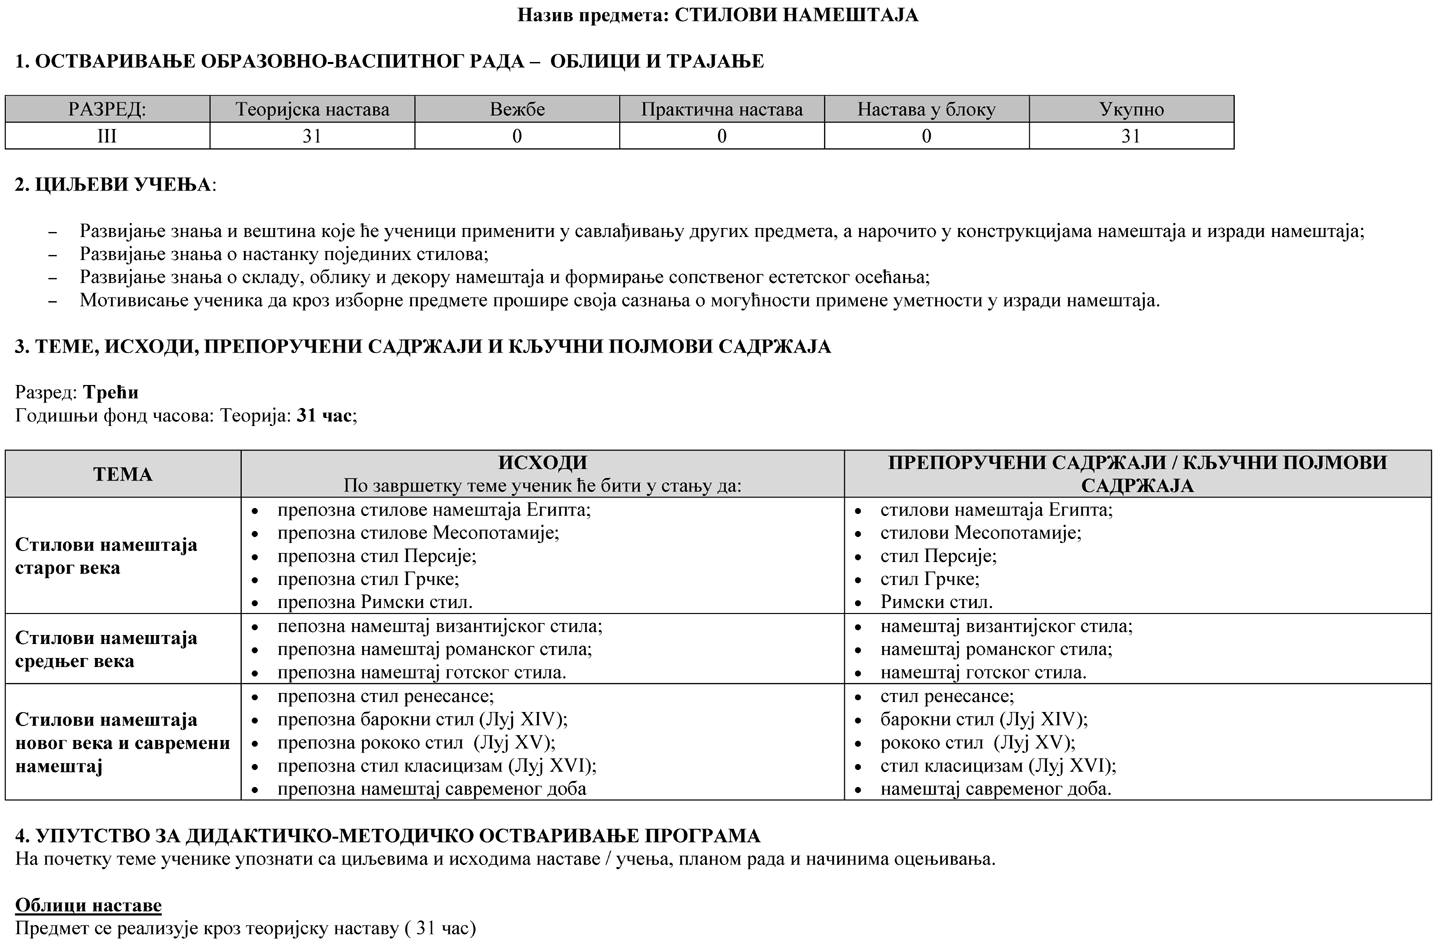 Назив предмета: СТИЛОВИ НАМЕШТАЈА
1. ОСТВАРИВАЊЕ ОБРАЗОВНО-ВАСПИТНОГ РАДА – ОБЛИЦИ И ТРАЈАЊЕ
РАЗРЕД: Теоријска настава Вежбе Практична настава Настава у блоку Укупно
III 31 0 0 0 31
2. ЦИЉЕВИ УЧЕЊА:
– Развијање знања и вештина које ће ученици применити у савлађивању других предмета, а нарочито у конструкцијама намештаја и изради намештаја;
– Развијање знања о настанку појединих стилова;
– Развијање знања о складу, облику и декору намештаја и формирање сопственог естетског осећања;
– Мотивисање ученика да кроз изборне предмете прошире своја сазнања о могућности примене уметности у изради намештаја.
3. ТЕМЕ, ИСХОДИ, ПРЕПОРУЧЕНИ САДРЖАЈИ И КЉУЧНИ ПОЈМОВИ САДРЖАЈА
Разред: Трећи
Годишњи фонд часова: Теорија: 31 час;
ТЕМА
ИСХОДИ
По завршетку теме ученик ће бити у стању да:
ПРЕПОРУЧЕНИ САДРЖАЈИ / КЉУЧНИ ПОЈМОВИ
САДРЖАЈА
Стилови намештаја
старог века
• препозна стилове намештаја Египта;
• препозна стилове Месопотамије;
• препозна стил Персије;
• препозна стил Грчке;
• препозна Римски стил.
• стилови намештаја Египта;
• стилови Месопотамије;
• стил Персије;
• стил Грчке;
• Римски стил.
Стилови намештаја
средњег века
• пепозна намештај византијског стила;
• препозна намештај романског стила;
• препозна намештај готског стила.
• намештај византијског стила;
• намештај романског стила;
• намештај готског стила.
Стилови намештаја
новог века и савремени
намештај
• препозна стил ренесансе;
• препозна барокни стил (Луј XIV);
• препозна рококо стил (Луј XV);
• препозна стил класицизам (Луј XVI);
• препозна намештај савременог доба
• стил ренесансе;
• барокни стил (Луј XIV);
• рококо стил (Луј XV);
• стил класицизам (Луј XVI);
• намештај савременог доба.
4. УПУТСТВО ЗА ДИДАКТИЧКО-МЕТОДИЧКО ОСТВАРИВАЊЕ ПРОГРАМА
На почетку теме ученике упознати са циљевима и исходима наставе / учења, планом рада и начинима оцењивања.
Облици наставе
Предмет се реализује кроз теоријску наставу ( 31 час)